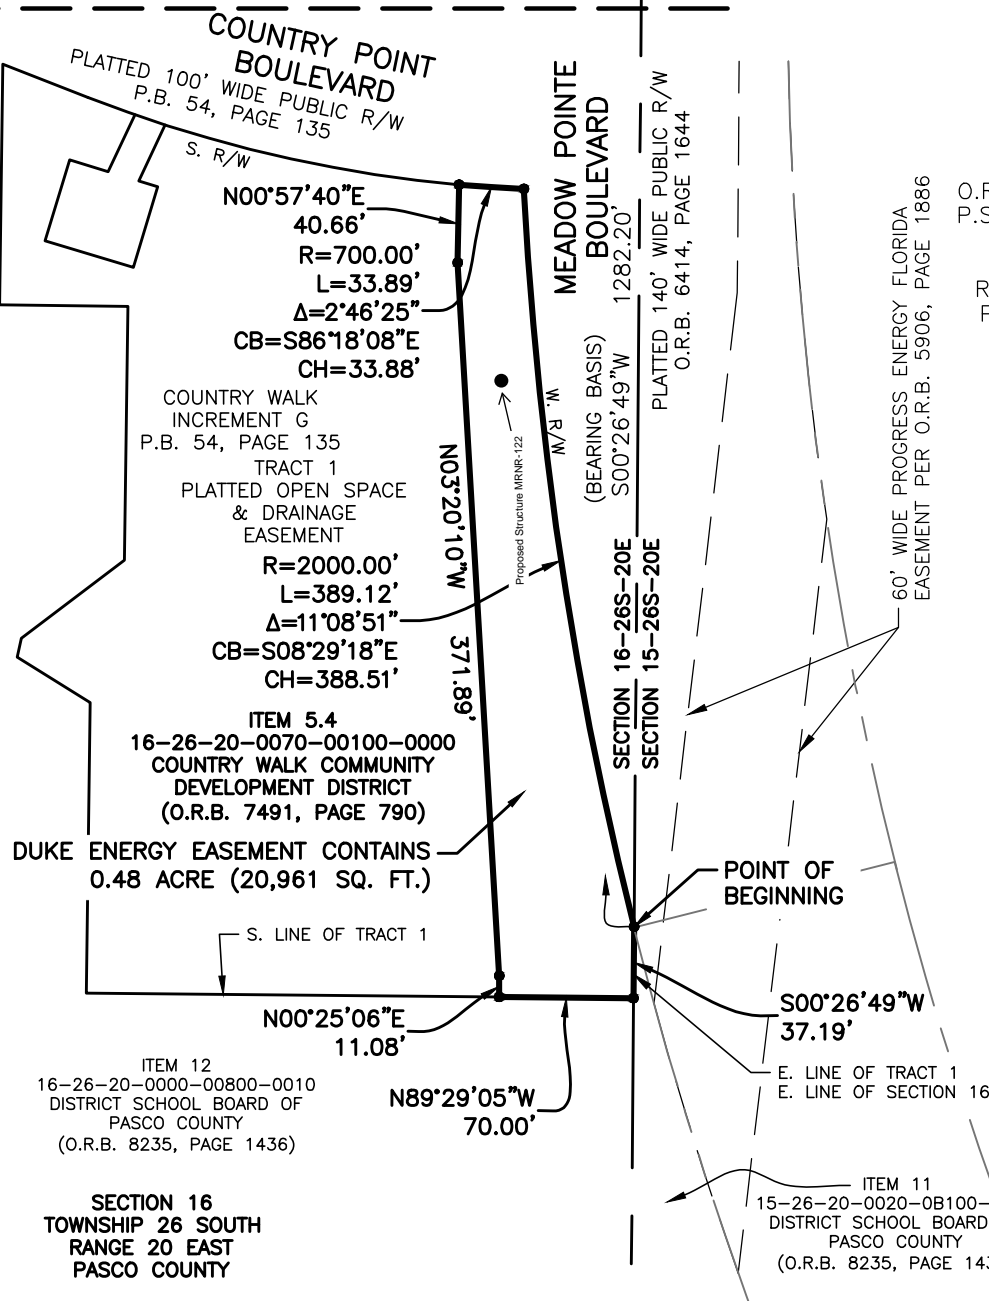 COUNTRY POINT
BOULEVARD
PLATTED 100' WIDE PUBLIC R/W
P.B. 54, PAGE 135
S. R/W
MEADOW POINTE
BOULEVARD
PLATTED 140' WIDE PUBLIC R/W
O.R.B. 6414, PAGE 1644
(BEARING BASIS)
S00°26'49"W 1282.20'
60' WIDE PROGRESS ENERGY FLORIDA
EASEMENT PER O.R.B. 5906, PAGE 1886
O.R
P.S
R
F
N00°57'40"E
40.66'
R=700.00'
L=33.89'
Δ=2°46'25"
CB=S86°18'08"E
CH=33.88'
COUNTRY WALK
INCREMENT G
P.B. 54, PAGE 135
TRACT 1
PLATTED OPEN SPACE
& DRAINAGE
EASEMENT
W. R/W
Proposed Structure MRNR-122
N03°20'10"W 371.89'
R=2000.00'
L=389.12'
Δ=11°08'51"
CB=S08°29'18"E
CH=388.51'
SECTION 16-26S-20E
SECTION 15-26S-20E
ITEM 5.4
16-26-20-0070-00100-0000
COUNTRY WALK COMMUNITY
DEVELOPMENT DISTRICT
(O.R.B. 7491, PAGE 790)
DUKE ENERGY EASEMENT CONTAINS
0.48 ACRE (20,961 SQ. FT.)
POINT OF
BEGINNING
S. LINE OF TRACT 1
S00°26'49"W
37.19'
N00°25'06"E
11.08'
E. LINE OF TRACT 1
E. LINE OF SECTION 16
N89°29'05"W
70.00'
ITEM 12
16-26-20-0000-00800-0010
DISTRICT SCHOOL BOARD OF
PASCO COUNTY
(O.R.B. 8235, PAGE 1436)
ITEM 11
15-26-20-0020-0B100-
DISTRICT SCHOOL BOARD
PASCO COUNTY
(O.R.B. 8235, PAGE 143
SECTION 16
TOWNSHIP 26 SOUTH
RANGE 20 EAST
PASCO COUNTY